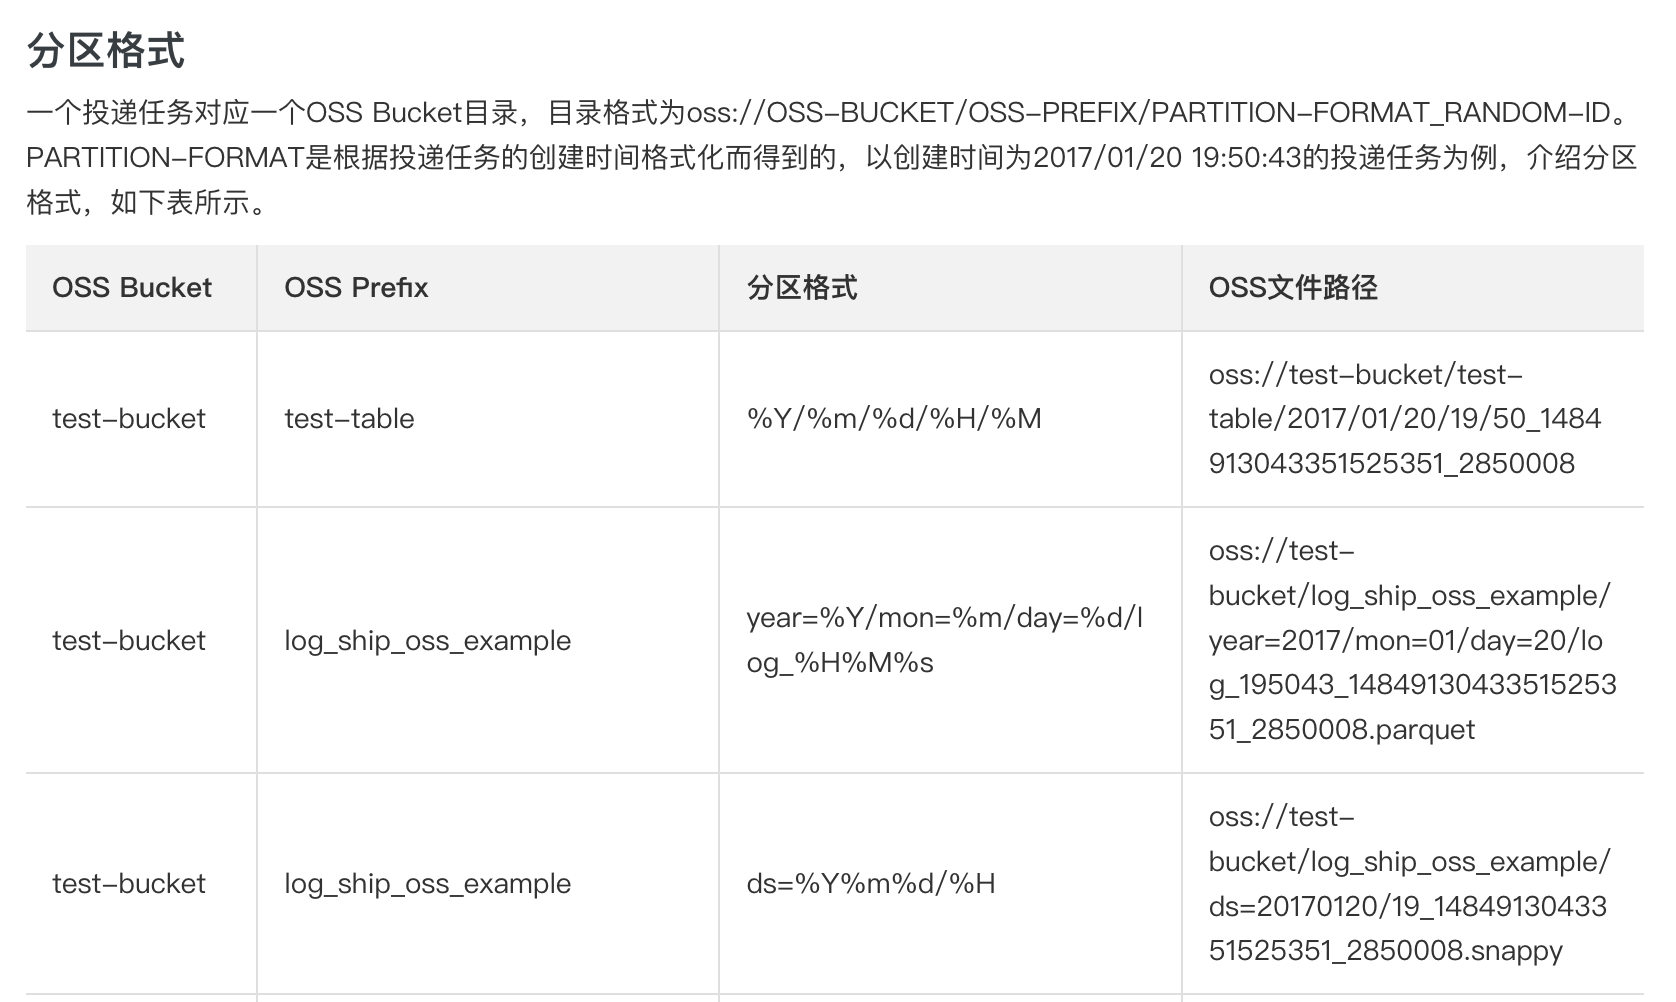 分区格式
一个投递任务对应一个OSS Bucket目录，目录格式为oss://OSS-BUCKET/OSS-PREFIX/PARTITION-FORMAT_RANDOM-ID。
PARTITION-FORMAT是根据投递任务的创建时间格式化而得到的，以创建时间为2017/01/20 19:50:43的投递任务为例，介绍分区
格式，如下表所示。
OSS Bucket
OSS Prefix
分区格式
OSS文件路径
test-bucket
test-table
%Y/%m/%d/%H/%M
oss://test-bucket/test-
table/2017/01/20/19/50_1484
913043351525351_2850008
test-bucket
log_ship_oss_example
year=%Y/mon=%m/day=%d/l
og_%H%M%s
oss://test-
bucket/log_ship_oss_example/
year=2017/mon=01/day=20/lo
g_195043_14849130433515253
51_2850008.parquet
test-bucket
log_ship_oss_example
ds=%Y%m%d/%H
oss://test-
bucket/log_ship_oss_example/
ds=20170120/19_14849130433
51525351_2850008.snappy